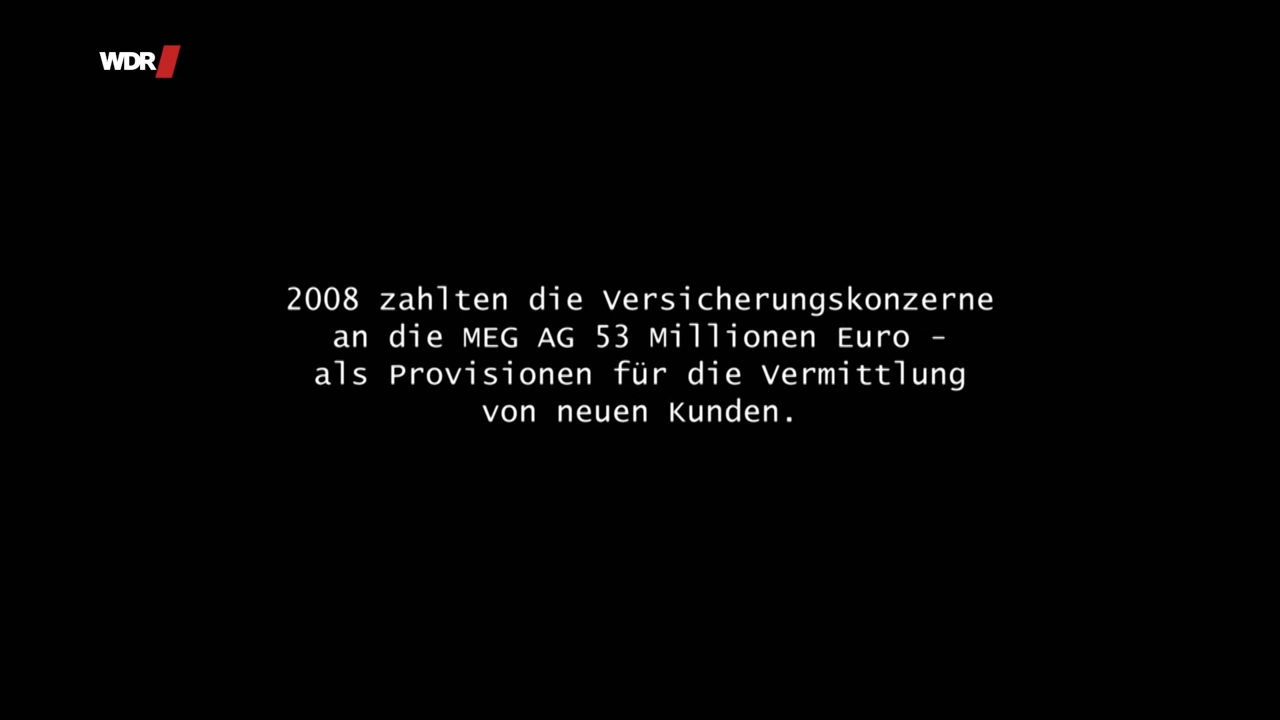 WDR
2008 zahlten die Versicherungskonzerne
an die MEG AG 53 Millionen Euro –
als Provisionen für die Vermittlung
von neuen Kunden.